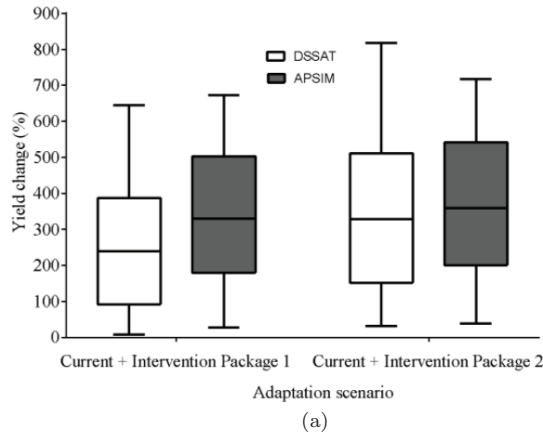 900
800
700
600
500
400
300
200
100
0
Yield change (%)
DSSAT
APSIM
Current + Intervention Package 1
Current + Intervention Package 2
Adaptation scenario
(a)